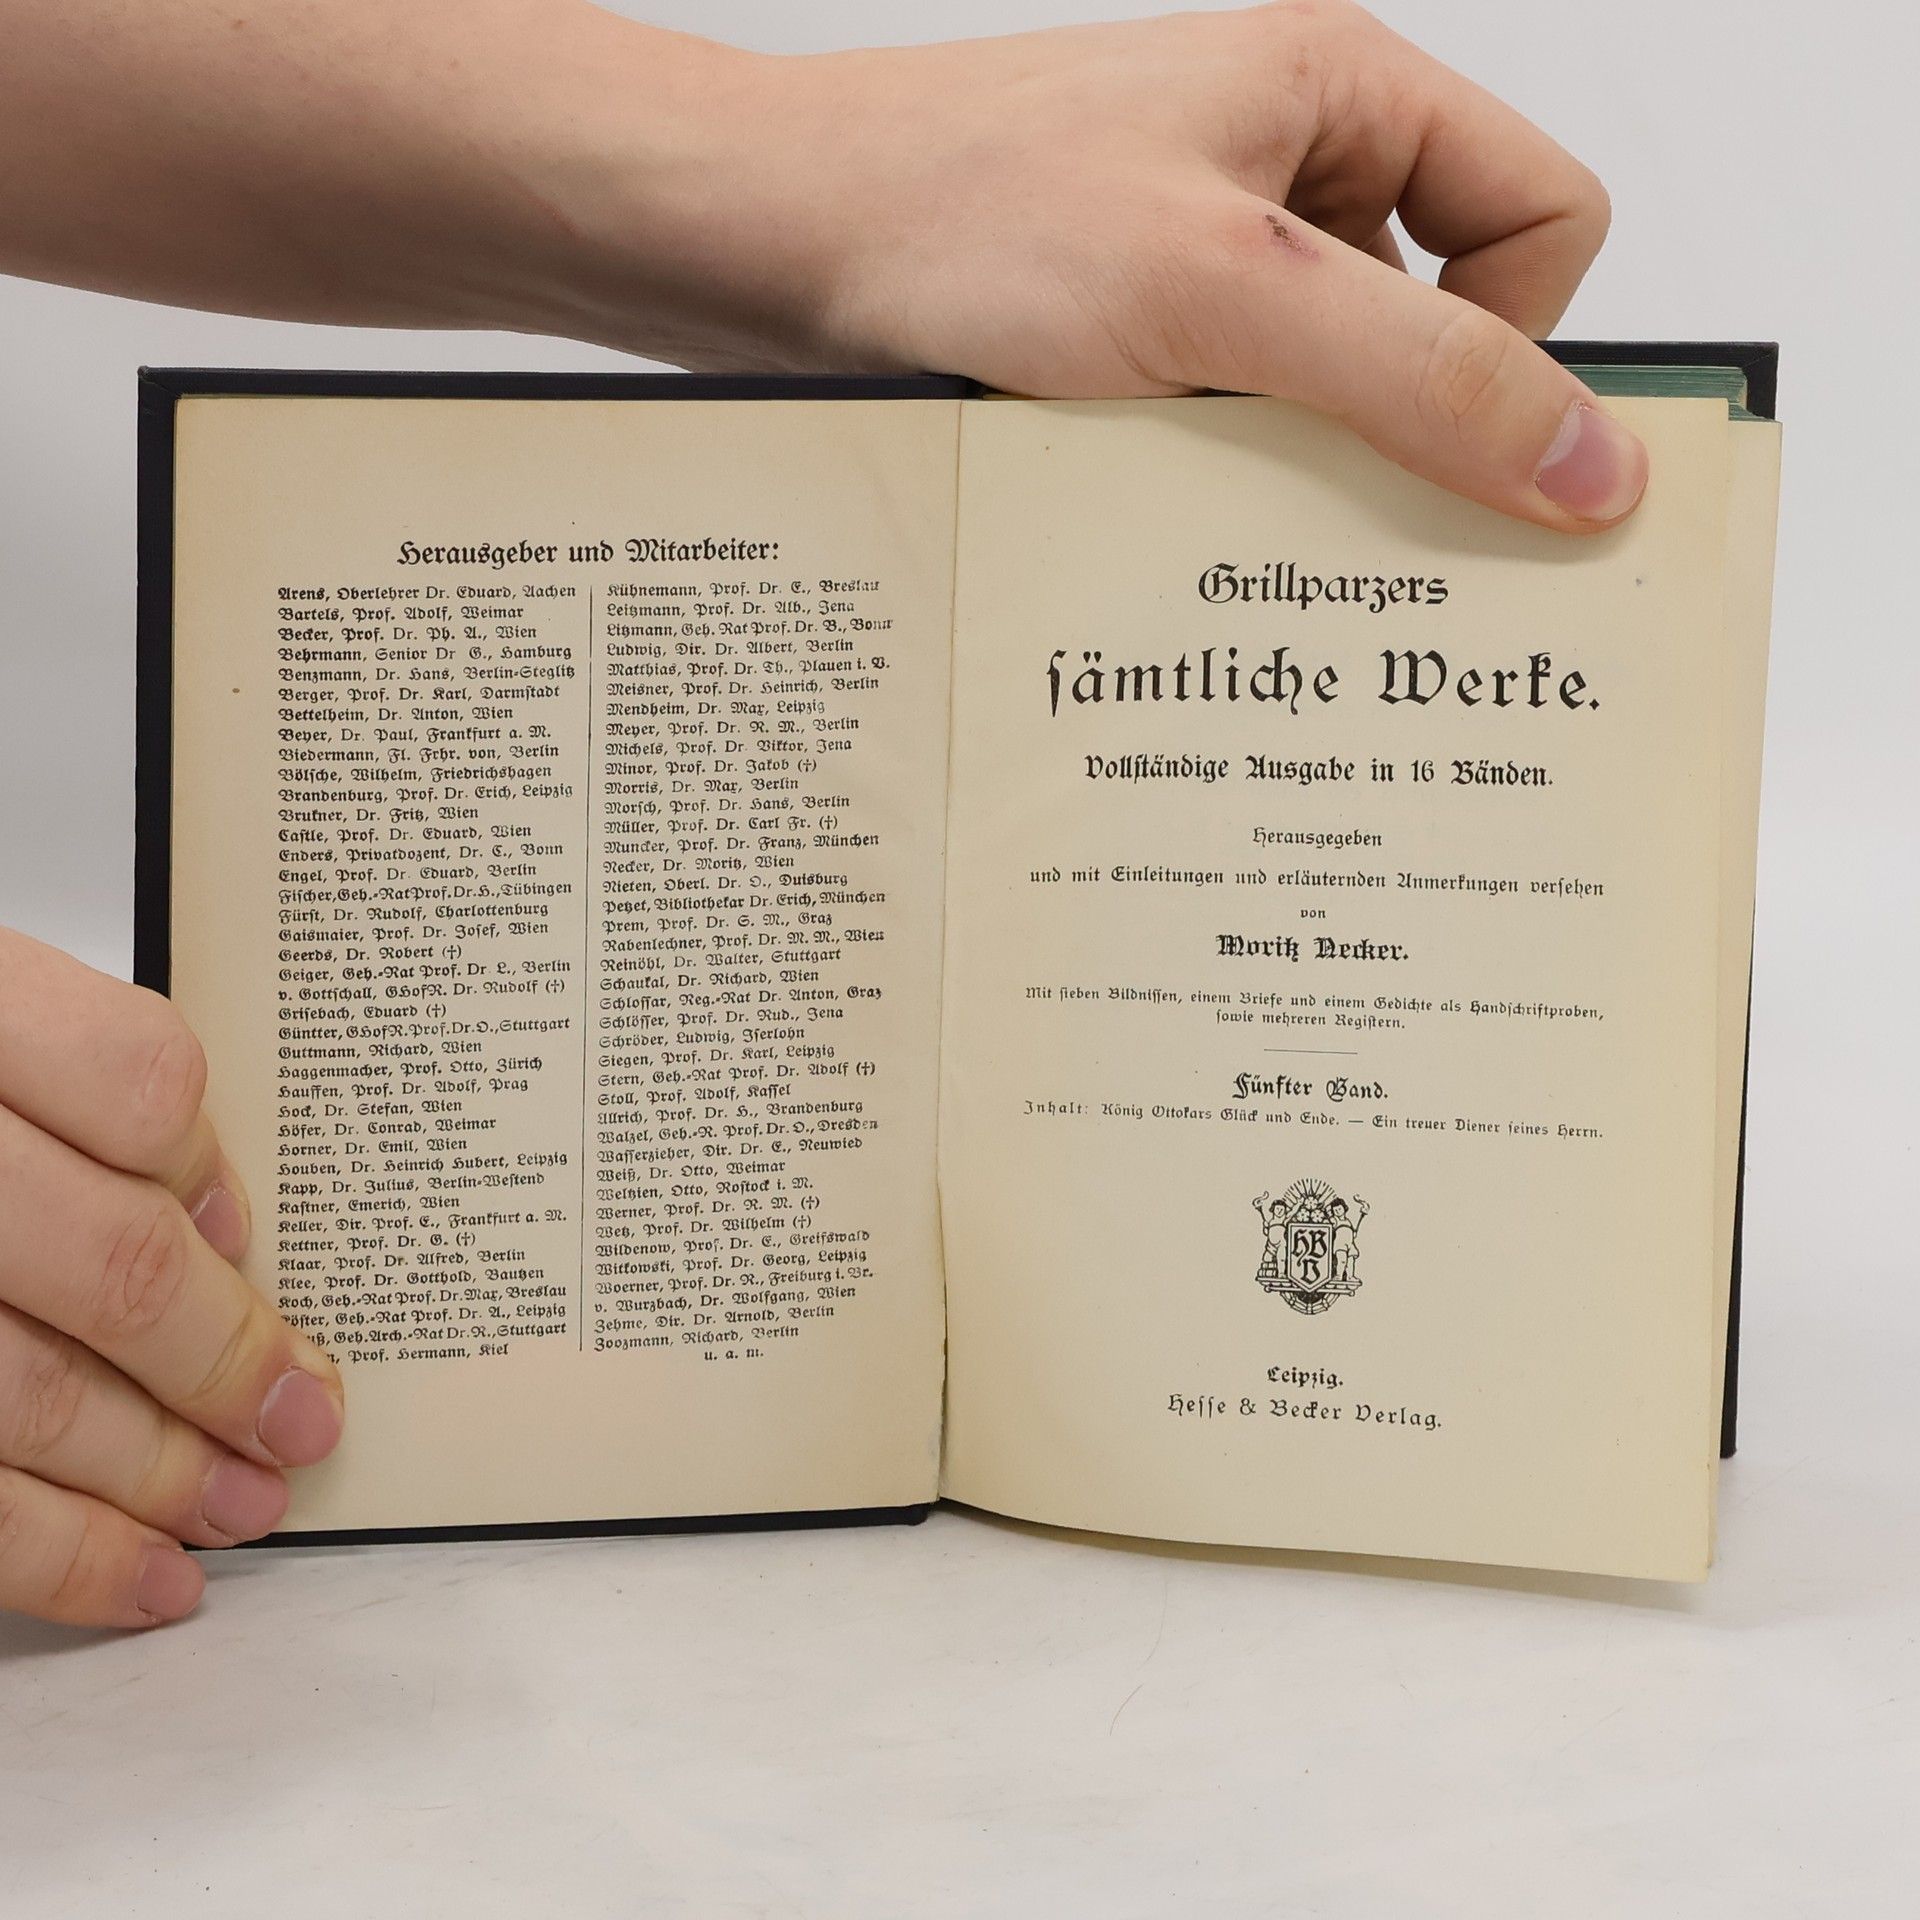 Herausgeber und Mitarbeiter:
Arens, Oberlehrer Dr. Eduard, Aachen
Bartels, Prof. Adolf, Weimar
Becker, Prof. Dr. Ph. A., Wien
Behrmann, Senior Dr G., Hamburg
Benzmann, Dr. Hans, Berlin-Steglitz
Berger, Prof. Dr. Karl, Darmſtadt
Bettelheim, Dr. Anton, Wien
Beyer, Dr. Paul, Frankfurt a. M.
Biedermann, Fl. Frhr. von, Berlin
Bölſche, Wilhelm, Friedrichshagen
Brandenburg, Prof. Dr. Erich, Leipzig
Brukner, Dr. Fritz, Wien
Caſtle, Prof. Dr. Eduard, Wien
Enders, Privatdozent, Dr. C., Bonn
Engel, Prof. Dr. Eduard, Berlin
Fiſcher, Geh.-Rat Prof. Dr. H., Tübingen
Fürſt, Dr. Rudolf, Charlottenburg
Gaismaier, Prof. Dr. Joſef, Wien
Geerds, Dr. Robert (†)
Geiger, Geh.-Rat Prof. Dr L., Berlin
v. Gottſchall, GHofR. Dr. Rudolf (†)
Griſebach, Eduard (†)
Güntter, GHofR. Prof. Dr. O., Stuttgart
Guttmann, Richard, Wien
Haggenmacher, Prof. Otto, Zürich
Hauffen, Prof. Dr. Adolf, Prag
Hock, Dr. Stefan, Wien
Höfer, Dr. Conrad, Weimar
Horner, Dr. Emil, Wien
Houben, Dr. Heinrich Hubert, Leipzig
Kapp, Dr. Julius, Berlin-Weſtend
Kaſtner, Emerich, Wien
Keller, Dir. Prof. E., Frankfurt a. M.
Kettner, Prof. Dr. G. (†)
Klaar, Prof. Dr. Alfred, Berlin
Klee, Prof. Dr. Gotthold, Bautzen
Koch, Geh.-Rat Prof. Dr. Max, Breslau
Köſter, Geh.-Rat Prof. Dr. A., Leipzig
Geh. Arch.-Rat Dr. R., Stuttgart
Prof. Hermann, Kiel
Kühnemann, Prof. Dr. E., Breslau
Leitzmann, Prof. Dr. Alb., Jena
Litzmann, Geh. Rat Prof. Dr. B., Bonn
Ludwig, Dir. Dr. Albert, Berlin
Matthias, Prof. Dr. Th., Plauen i. V.
Meisner, Prof. Dr. Heinrich, Berlin
Mendheim, Dr. Max, Leipzig
Meyer, Prof. Dr. R. M., Berlin
Michels, Prof. Dr. Viktor, Jena
Minor, Prof. Dr. Jakob (†)
Morris, Dr. Max, Berlin
Morſch, Prof. Dr. Hans, Berlin
Müller, Prof. Dr. Carl Fr. (†)
Muncker, Prof. Dr. Franz, München
Necker, Dr. Moritz, Wien
Nieten, Oberl. Dr. O., Duisburg
Petzet, Bibliothekar Dr. Erich, München
Prem, Prof. Dr. S. M., Graz
Rabenlechner, Prof. Dr. M. M., Wien
Reinöhl, Dr. Walter, Stuttgart
Schaukal, Dr. Richard, Wien
Schloſſar, Reg.-Rat Dr. Anton, Graz
Schlöſſer, Prof. Dr. Rud., Jena
Schröder, Ludwig, Iſerlohn
Siegen, Prof. Dr. Karl, Leipzig
Stern, Geh.-Rat Prof. Dr. Adolf (†)
Stoll, Prof. Adolf, Kaſſel
Ullrich, Prof. Dr. H., Brandenburg
Walzel, Geh.-R. Prof. Dr. O., Dresden
Waſſerzieher, Dir. Dr. E., Neuwied
Weiß, Dr. Otto, Weimar
Weltzien, Otto, Roſtock i. M.
Werner, Prof. Dr. R. M. (†)
Wetz, Prof. Dr. Wilhelm (†)
Wildenow, Prof. Dr. E., Greifswald
Witkowski, Prof. Dr. Georg, Leipzig
Woerner, Prof. Dr. R., Freiburg i. Br.
v. Wurzbach, Dr. Wolfgang, Wien
Zehme, Dir. Dr. Arnold, Berlin
Zoozmann, Richard, Berlin
u. a. m.
Grillparzers
ſämtliche Werke.
Vollſtändige Ausgabe in 16 Bänden.
Herausgegeben
und mit Einleitungen und erläuternden Anmerkungen verſehen
von
Moritz Necker.
Mit ſieben Bildniſſen, einem Briefe und einem Gedichte als Handſchriftproben,
ſowie mehreren Regiſtern.
Fünfter Band.
Inhalt: König Ottokars Glück und Ende. — Ein treuer Diener ſeines Herrn.
HB
V
Leipzig.
Heſſe & Becker Verlag.